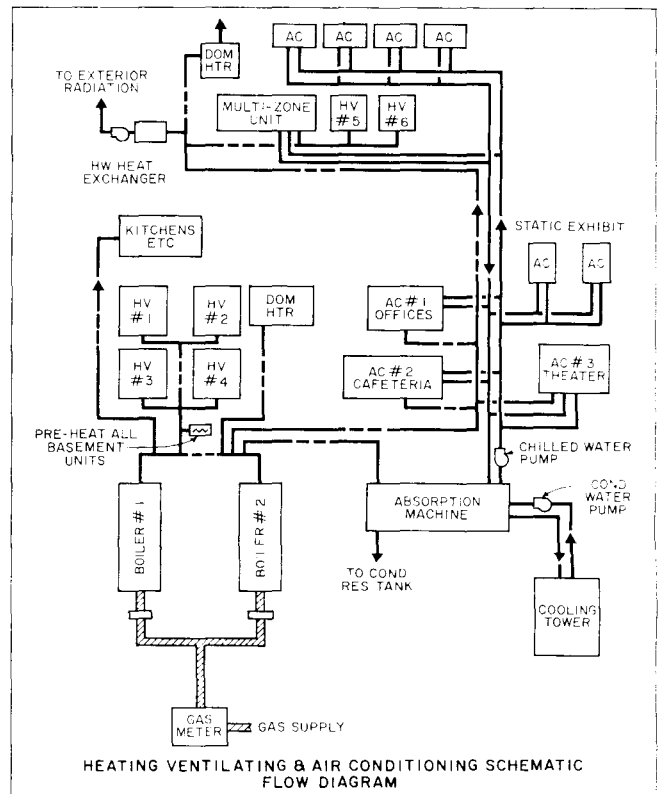 DOM
HTR
AC
AC
AC
AC
TO EXTERIOR
RADIATION
MULTI-ZONE
UNIT
HV
#5
HV
#6
HW HEAT
EXCHANGER
KITCHENS
ETC
STATIC EXHIBIT
AC
AC
HV
#1
HV
#2
DOM
HTR
AC#1
OFFICES
HV
#3
HV
#4
AC #2
CAFETERIA
AC#3
THEATER
PRE-HEAT ALL
BASEMENT
UNITS
CHILLED WATER
PUMP
BOILER #1
BOILER #2
ABSORPTION
MACHINE
COND
WATER
PUMP
TO COND
RES TANK
COOLING
TOWER
GAS
METER
GAS SUPPLY
HEATING VENTILATING & AIR CONDITIONING SCHEMATIC
FLOW DIAGRAM